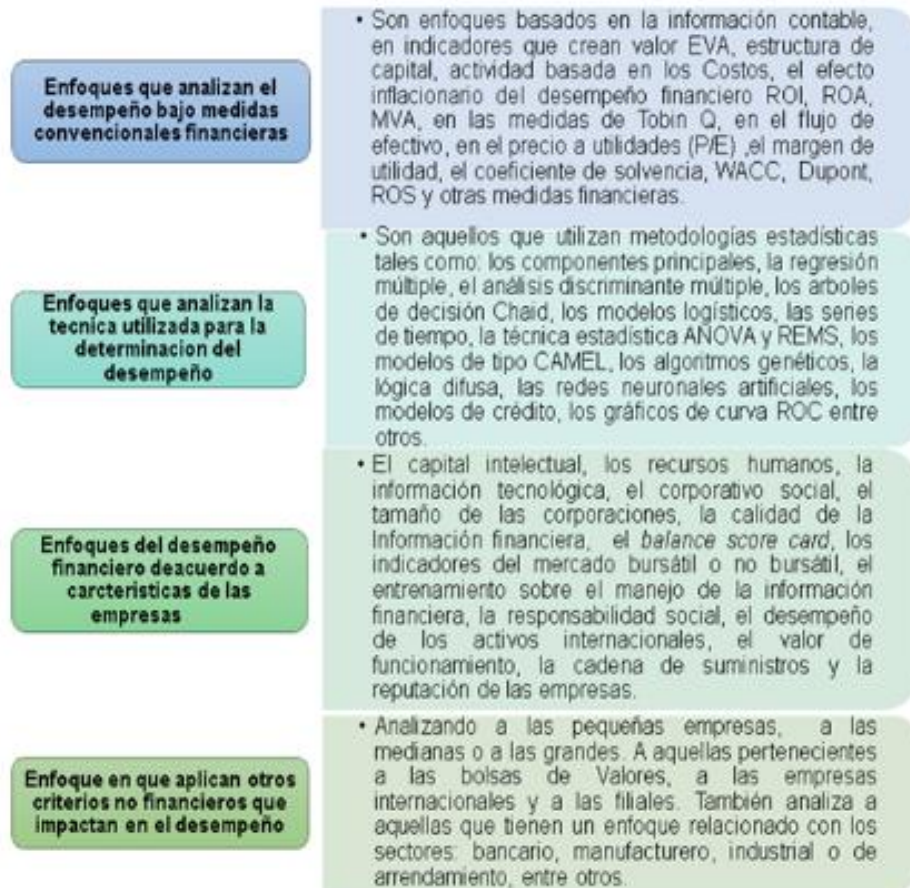 Enfoques que analizan el
desempeño bajo medidas
convencionales financieras
• Son enfoques basados en la información contable,
en indicadores que crean valor EVA, estructura de
capital, actividad basada en los Costos, el efecto
inflacionario del desempeño financiero ROI, ROA,
MVA, en las medidas de Tobin Q, en el flujo de
efectivo, en el precio a utilidades (P/E) ,el margen de
utilidad, el coeficiente de solvencia, WACC, Dupont,
ROS y otras medidas financieras.
Enfoques que analizan la
tecnica utilizada para la
determinacion del
desempeño
• Son aquellos que utilizan metodologías estadísticas
tales como: los componentes principales, la regresión
múltiple, el análisis discriminante múltiple, los árboles
de decisión Chaid, los modelos logísticos, las series
de tiempo, la técnica estadística ANOVA y REMS, los
modelos de tipo CAMEL, los algoritmos genéticos, la
lógica difusa, las redes neuronales artificiales, los
modelos de crédito, los gráficos de curva ROC entre
otros.
Enfoques del desempeño
financiero deacuerdo a
carcteristicas de las
empresas
• El capital intelectual, los recursos humanos, la
información tecnológica, el corporativo social, el
tamaño de las corporaciones, la calidad de la
Información financiera, el balance score card, los
indicadores del mercado bursátil o no bursátil, el
entrenamiento sobre el manejo de la información
financiera, la responsabilidad social, el desempeño
de los activos internacionales, el valor de
funcionamiento, la cadena de suministros y la
reputación de las empresas.
Enfoque en que aplican otros
criterios no financieros que
impactan en el desempeño
• Analizando a las pequeñas empresas, a las
medianas o a las grandes. A aquellas pertenecientes
a las bolsas de Valores, a las empresas
internacionales y a las filiales. También analiza a
aquellas que tienen un enfoque relacionado con los
sectores: bancario, manufacturero, industrial o de
arrendamiento, entre otros.